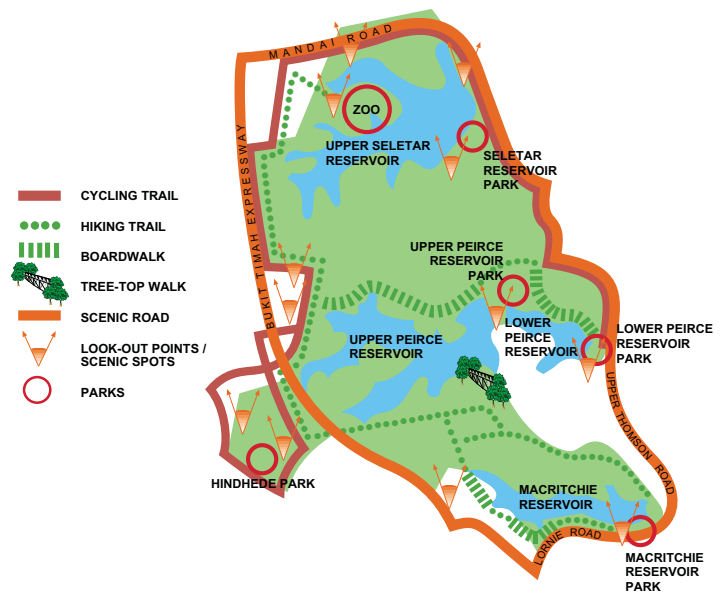 MANDAI ROAD
ZOO
UPPER SELETAR
RESERVOIR
SELETAR
RESERVOIR
PARK
BUKIT TIMAH EXPRESSWAY
CYCLING TRAIL
HIKING TRAIL
BOARDWALK
TREE-TOP WALK
SCENIC ROAD
LOOK-OUT POINTS /
SCENIC SPOTS
PARKS
UPPER PEIRCE
RESERVOIR
PARK
LOWER
PEIRCE
RESERVOIR
LOWER PEIRCE
RESERVOIR
PARK
UPPER PEIRCE
RESERVOIR
UPPER THOMSON ROAD
HINDHEDE PARK
MACRITCHIE
RESERVOIR
LORNIE ROAD
MACRITCHIE
RESERVOIR
PARK